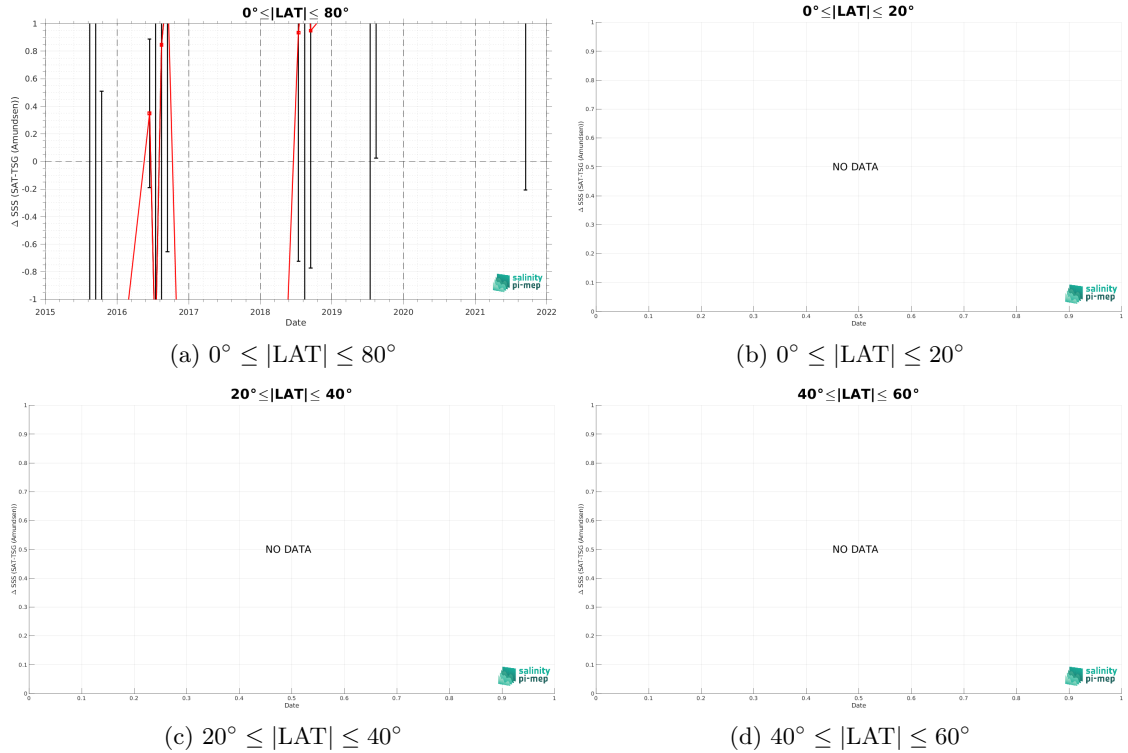 0°≤|LAT|≤ 80°
1
0.8
0.6
0.4
0.2
0
-0.2
-0.4
-0.6
-0.8
-1
Δ SSS (SAT-TSG (Amundsen))
2015 2016 2016 2017 2018 2019 2020 2021 2022
Date
salinity
pi-mep
(a) 0° ≤ |LAT| ≤ 80°
0°≤|LAT|≤ 20°
1
0.9
0.8
0.7
0.6
0.5
0.4
0.3
0.2
0.1
0
Δ SSS (SAT-TSG (Amundsen))
NO DATA
0 0.1 0.2 0.3 0.4 0.5 0.6 0.7 0.8 0.9 1
Date
salinity
pi-mep
(b) 0° ≤ |LAT| ≤ 20°
20°≤|LAT|≤ 40°
1
0.9
0.8
0.7
0.6
0.5
0.4
0.3
0.2
0.1
0
Δ SSS (SAT-TSG (Amundsen))
NO DATA
0 0.1 0.2 0.3 0.4 0.5 0.6 0.7 0.8 0.9 1
Date
salinity
pi-mep
(c) 20° ≤ |LAT| ≤ 40°
40°≤|LAT|≤ 60°
1
0.9
0.8
0.7
0.6
0.5
0.4
0.3
0.2
0.1
0
Δ SSS (SAT-TSG (Amundsen))
NO DATA
0 0.1 0.2 0.3 0.4 0.5 0.6 0.7 0.8 0.9 1
Date
salinity
pi-mep
(d) 40° ≤ |LAT| ≤ 60°